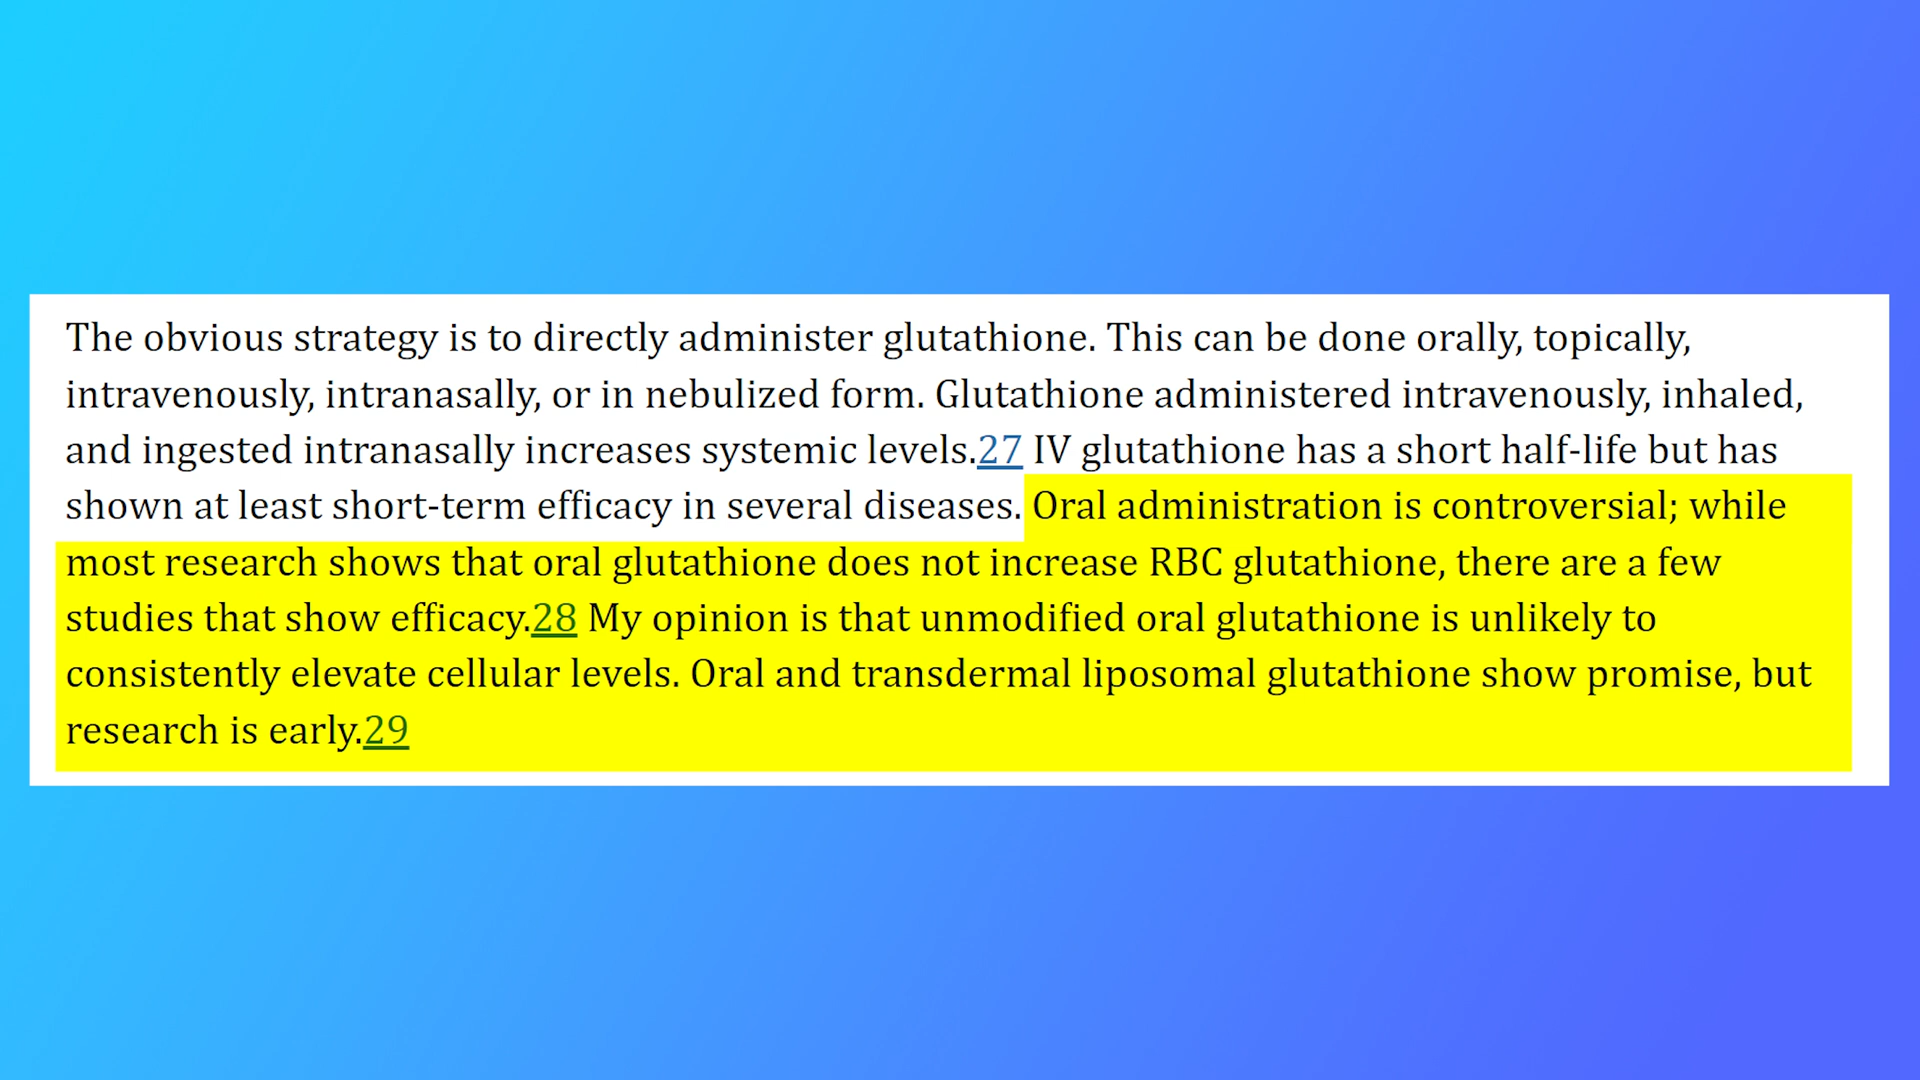 The obvious strategy is to directly administer glutathione. This can be done orally, topically,
intravenously, intranasally, or in nebulized form. Glutathione administered intravenously, inhaled,
and ingested intranasally increases systemic levels.27 IV glutathione has a short half-life but has
shown at least short-term efficacy in several diseases. Oral administration is controversial; while
most research shows that oral glutathione does not increase RBC glutathione, there are a few
studies that show efficacy.28 My opinion is that unmodified oral glutathione is unlikely to
consistently elevate cellular levels. Oral and transdermal liposomal glutathione show promise, but
research is early.29